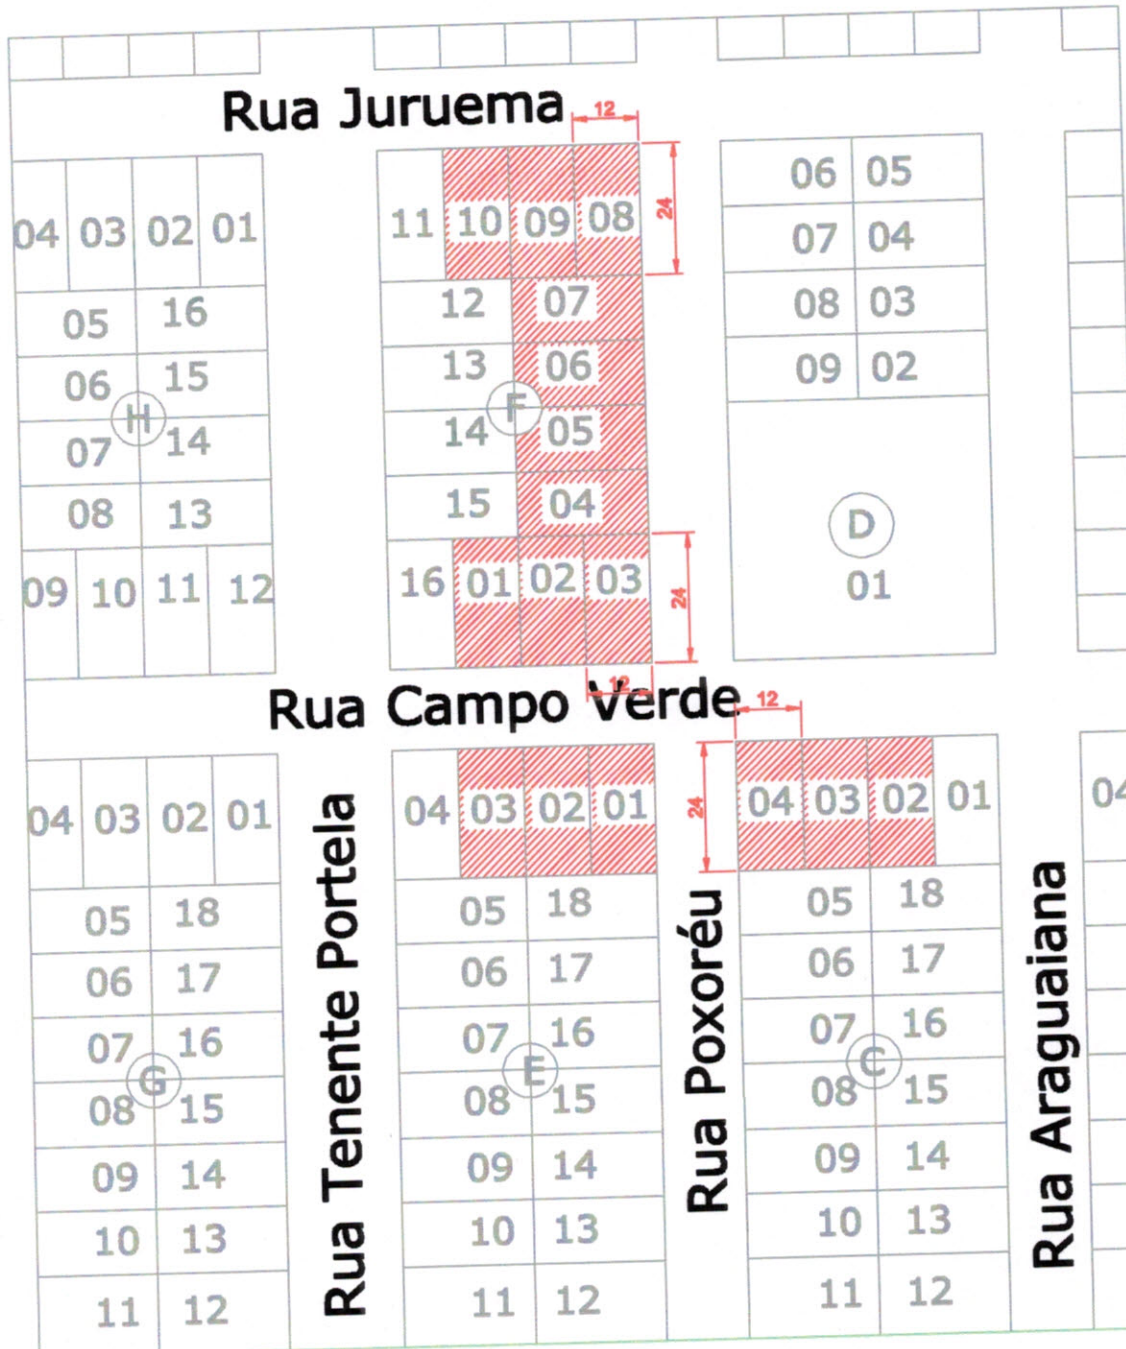 Rua Juruema
12
24
04 03 02 01
05 16
06 15
H
07 14
08 13
09 10 11 12
11 10 09 08
12 07
13 06
F
14 05
15 04
16 01 02 03
24
12
06 05
07 04
08 03
09 02
D
01
Rua Campo Verde
12
24
04 03 02 01
05 18
06 17
07 16
G
08 15
09 14
10 13
11 12
Rua Tenente Portela
04 03 02 01
05 18
06 17
07 16
E
08 15
09 14
10 13
11 12
Rua Poxoréu
04 03 02 01
05 18
06 17
07 16
C
08 15
09 14
10 13
11 12
Rua Araguaiana
04